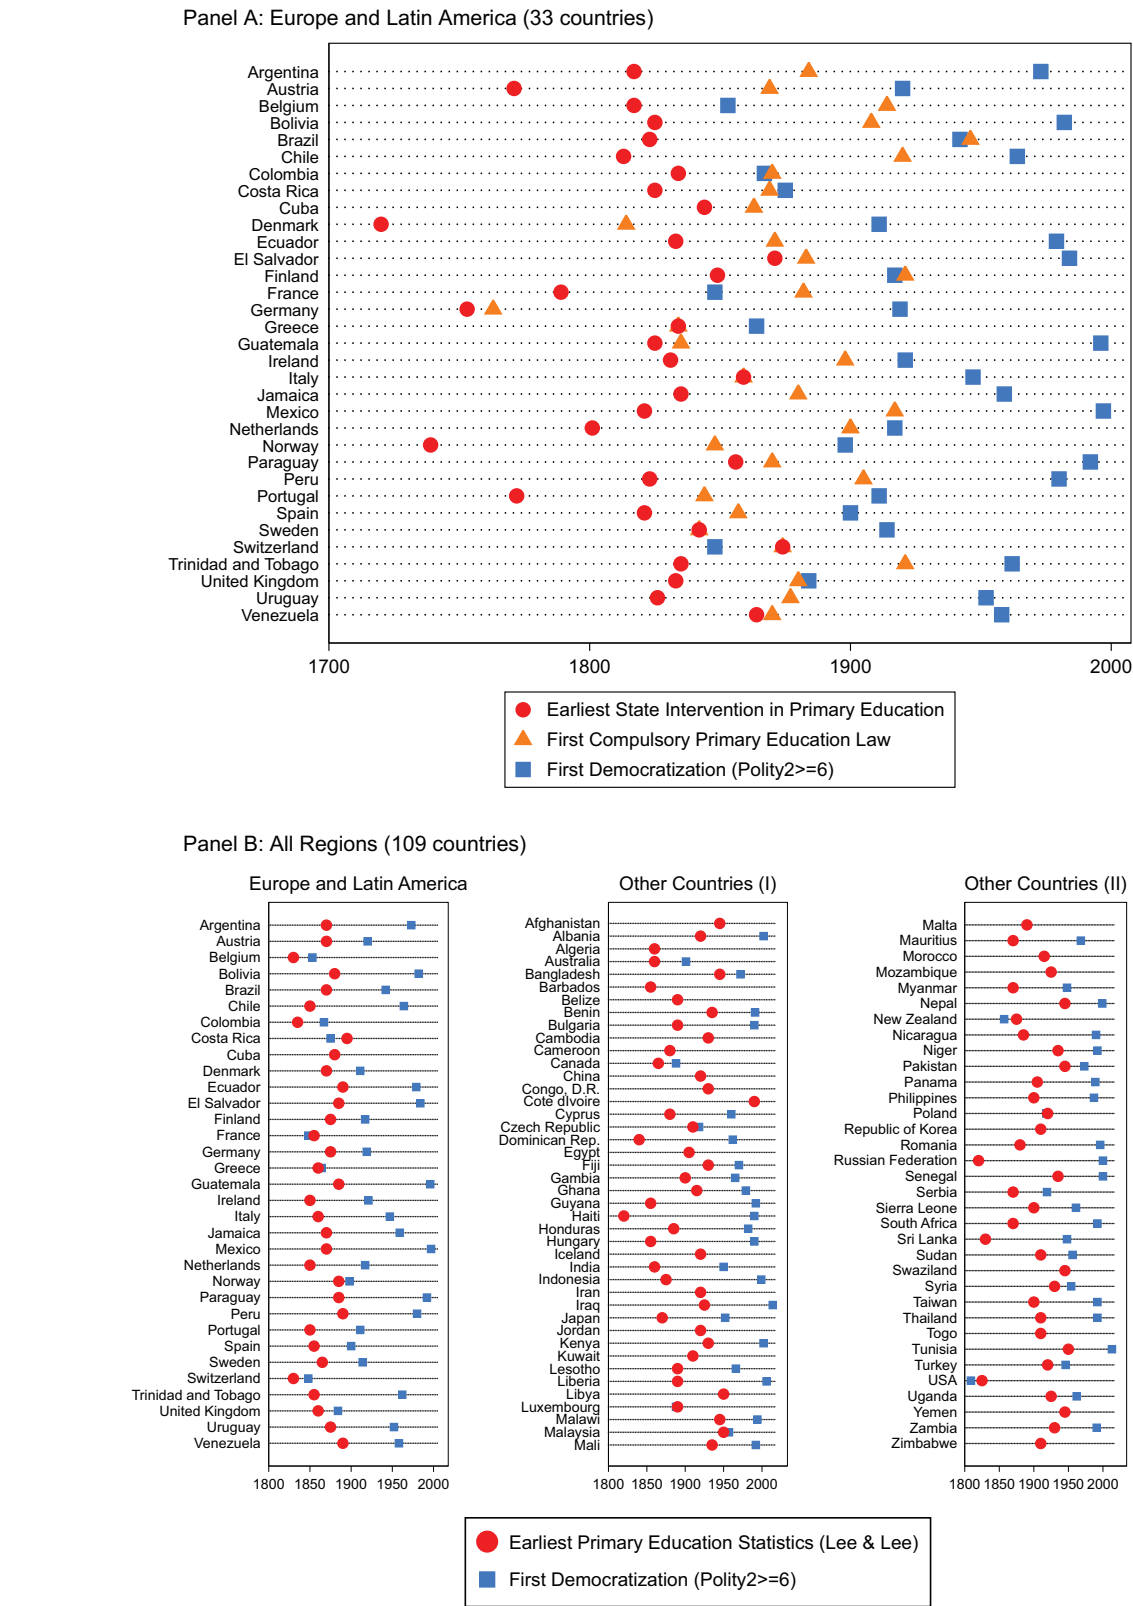 Panel A: Europe and Latin America (33 countries)
Argentina
Austria
Belgium
Bolivia
Brazil
Chile
Colombia
Costa Rica
Cuba
Denmark
Ecuador
El Salvador
Finland
France
Germany
Greece
Guatemala
Ireland
Italy
Jamaica
Mexico
Netherlands
Norway
Paraguay
Peru
Portugal
Spain
Sweden
Switzerland
Trinidad and Tobago
United Kingdom
Uruguay
Venezuela
1700 1800 1900 2000
Earliest State Intervention in Primary Education
First Compulsory Primary Education Law
First Democratization (Polity2>=6)
Panel B: All Regions (109 countries)
Europe and Latin America
Argentina
Austria
Belgium
Bolivia
Brazil
Chile
Colombia
Costa Rica
Cuba
Denmark
Ecuador
El Salvador
Finland
France
Germany
Greece
Guatemala
Ireland
Italy
Jamaica
Mexico
Netherlands
Norway
Paraguay
Peru
Portugal
Spain
Sweden
Switzerland
Trinidad and Tobago
United Kingdom
Uruguay
Venezuela
1800 1850 1900 1950 2000
Other Countries (I)
Afghanistan
Albania
Algeria
Australia
Bangladesh
Barbados
Belize
Benin
Bulgaria
Cambodia
Cameroon
Canada
China
Congo, D.R.
Cote dIvoire
Cyprus
Czech Republic
Dominican Rep.
Egypt
Fiji
Gambia
Ghana
Guyana
Haiti
Honduras
Hungary
Iceland
India
Indonesia
Iran
Iraq
Japan
Jordan
Kenya
Kuwait
Lesotho
Liberia
Libya
Luxembourg
Malawi
Malaysia
Mali
1800 1850 1900 1950 2000
Other Countries (II)
Malta
Mauritius
Morocco
Mozambique
Myanmar
Nepal
New Zealand
Nicaragua
Niger
Pakistan
Panama
Philippines
Poland
Republic of Korea
Romania
Russian Federation
Senegal
Serbia
Sierra Leone
South Africa
Sri Lanka
Sudan
Swaziland
Syria
Taiwan
Thailand
Togo
Tunisia
Turkey
USA
Uganda
Yemen
Zambia
Zimbabwe
1800 1850 1900 1950 2000
Earliest Primary Education Statistics (Lee & Lee)
First Democratization (Polity2>=6)